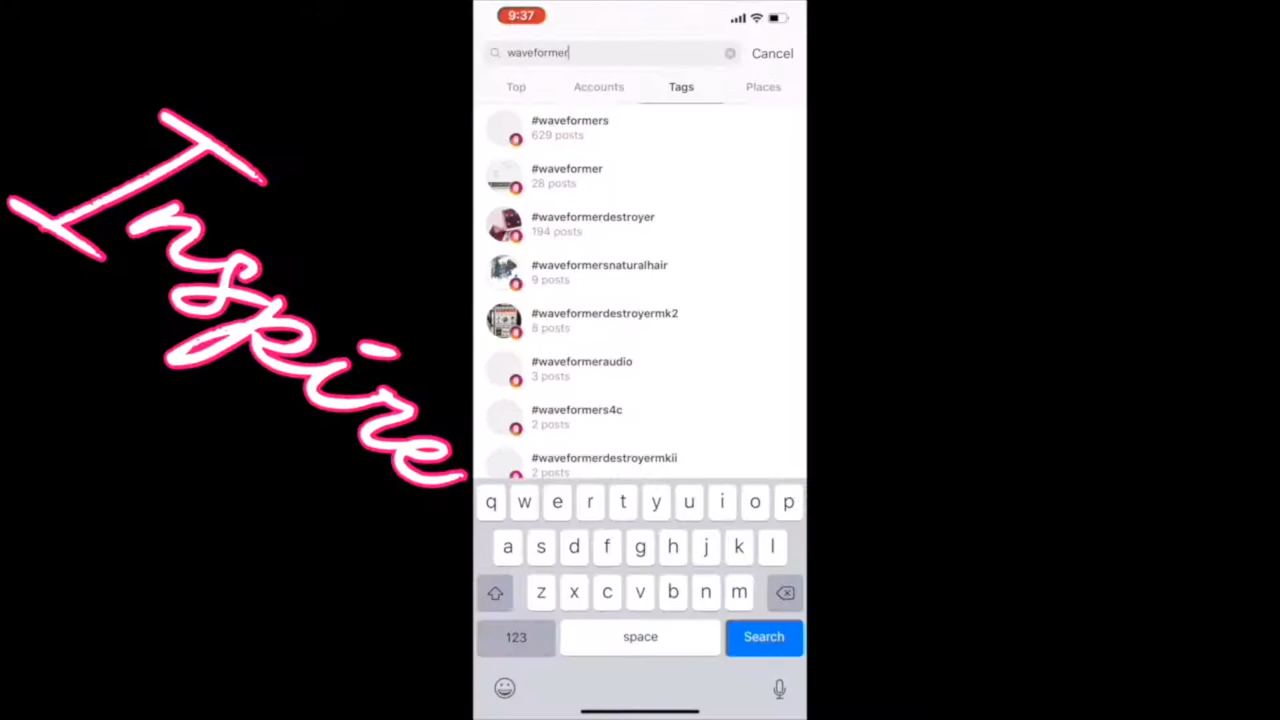 Inspire
9:37
waveformer
Cancel
Top Accounts Tags Places
#waveformers
629 posts
#waveformer
28 posts
#waveformerdestroyer
194 posts
#waveformersnaturalhair
9 posts
#waveformerdestroyermk2
8 posts
#waveformeraudio
3 posts
#waveformers4c
2 posts
#waveformerdestroyermkii
2 posts
q w e r t y u i o p
a s d f g h j k l
z x c v b n m
123 space Search